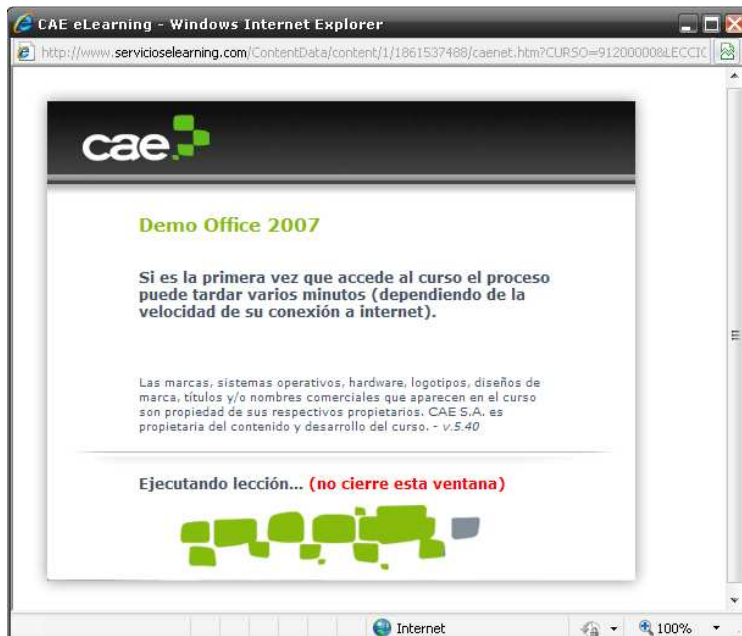 CAE eLearning - Windows Internet Explorer
http://www.servicioselearning.com/ContentData/content/1/1861537488/caenet.htm?CURSO=91200000&LECCIC
cae
Demo Office 2007
Si es la primera vez que accede al curso el proceso
puede tardar varios minutos (dependiendo de la
velocidad de su conexión a internet).
Las marcas, sistemas operativos, hardware, logotipos, diseños de
marca, títulos y/o nombres comerciales que aparecen en el curso
son propiedad de sus respectivos propietarios. CAE S.A. es
propietaria del contenido y desarrollo del curso. - v.5.40
Ejecutando lección... (no cierre esta ventana)
Internet
100%